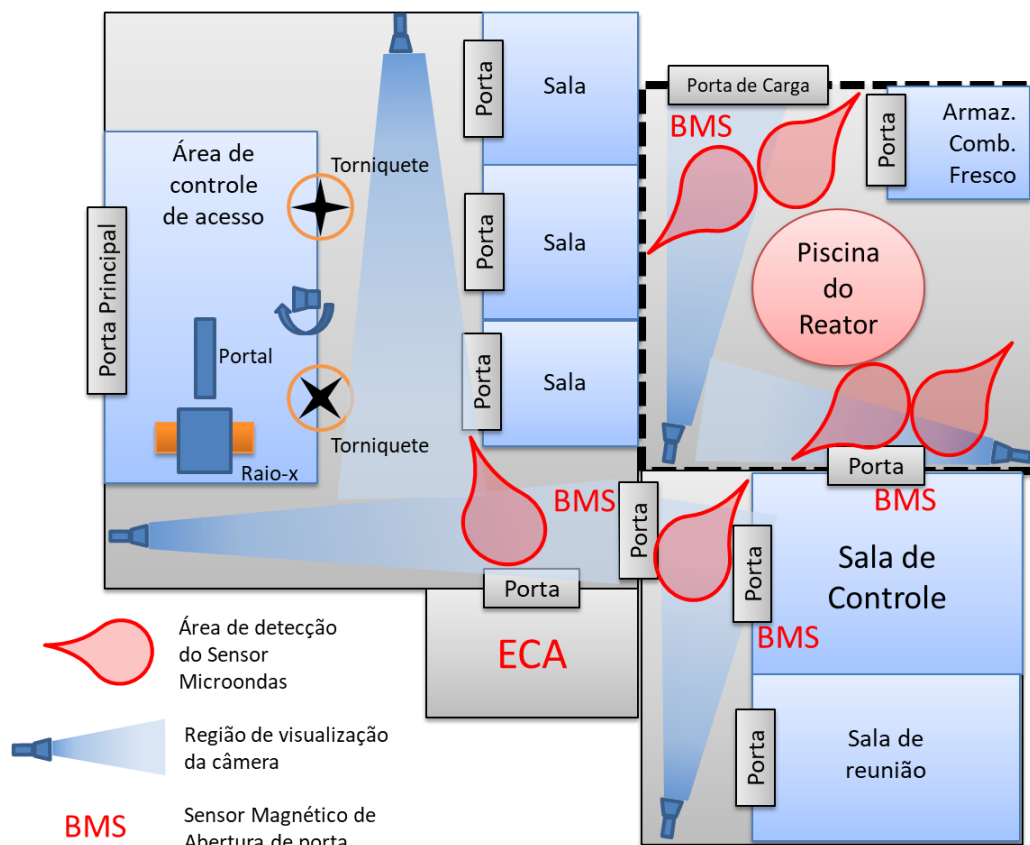 Porta
Sala
Porta de Carga
BMS
Porta
Armaz.
Comb.
Fresco
Área de
controle
de acesso
Torniquete
Porta Principal
Porta
Sala
Piscina
do
Reator
Portal
Porta
Sala
Torniquete
Raio-x
Porta
BMS
BMS
Porta
Porta
Sala de
Controle
Porta
BMS
ECA
Área de detecção
do Sensor
Microondas
Região de visualização
da câmera
Porta
Sala de
reunião
BMS
Sensor Magnético de
Abertura de porta